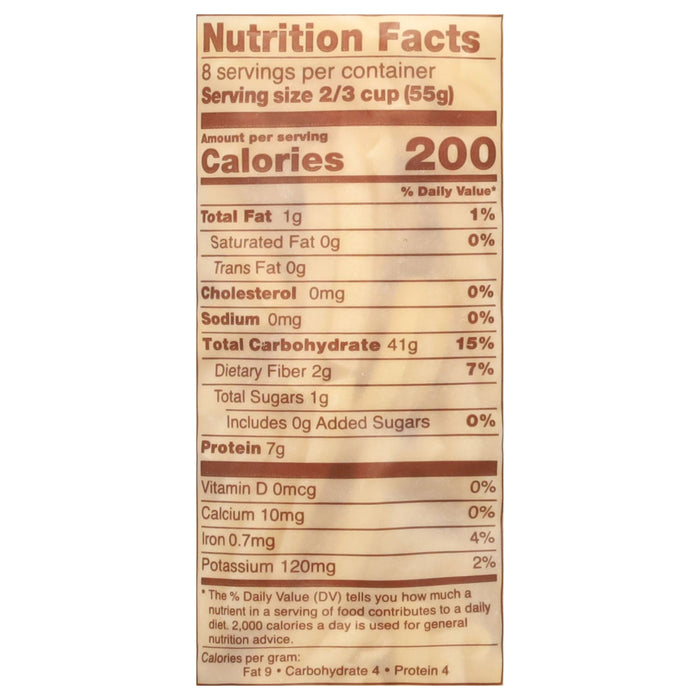 Nutrition Facts
8 servings per container
Serving size 2/3 cup (55g)
Amount per serving
Calories 200
% Daily Value*
Total Fat 1g 1%
Saturated Fat 0g 0%
Trans Fat 0g
Cholesterol 0mg 0%
Sodium 0mg 0%
Total Carbohydrate 41g 15%
Dietary Fiber 2g 7%
Total Sugars 1g
Includes 0g Added Sugars 0%
Protein 7g
Vitamin D 0mcg 0%
Calcium 10mg 0%
Iron 0.7mg 4%
Potassium 120mg 2%
* The % Daily Value (DV) tells you how much a
nutrient in a serving of food contributes to a daily
diet. 2,000 calories a day is used for general
nutrition advice.
Calories per gram:
Fat 9 • Carbohydrate 4 • Protein 4